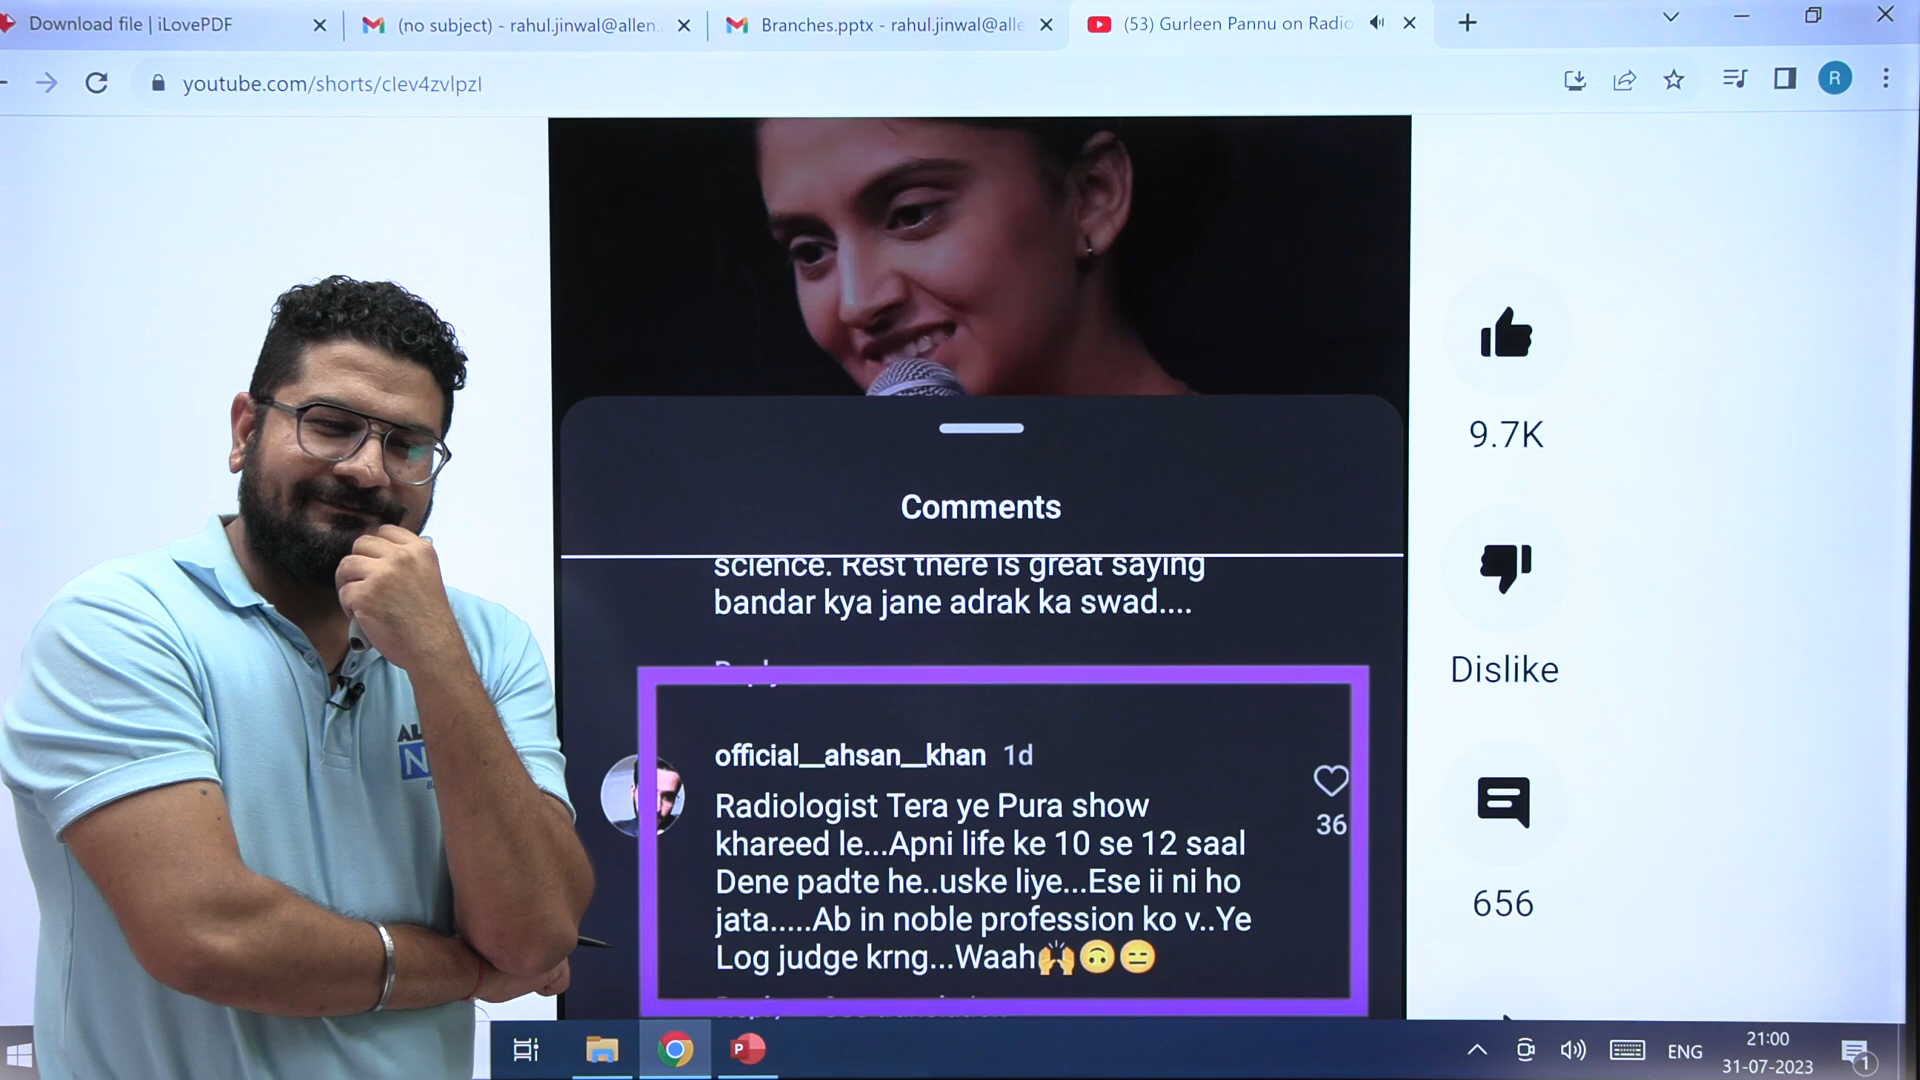 Download file | iLovePDF
(no subject) - rahul.jinwal@allen.
Branches.pptx - rahul.jinwal@alle
(53) Gurleen Pannu on Radio
youtube.com/shorts/cIev4zvlpzI
R
9.7K
Comments
science. Rest there is great saying
bandar kya jane adrak ka swad....
Dislike
official__ahsan__khan 1d
Radiologist Tera ye Pura show
khareed le...Apni life ke 10 se 12 saal
Dene padte he..uske liye...Ese ii ni ho
jata.....Ab in noble profession ko v..Ye
Log judge krng...Waah🙌🙃😑
36
656
AL
N
P
ENG
21:00
31-07-2023
1